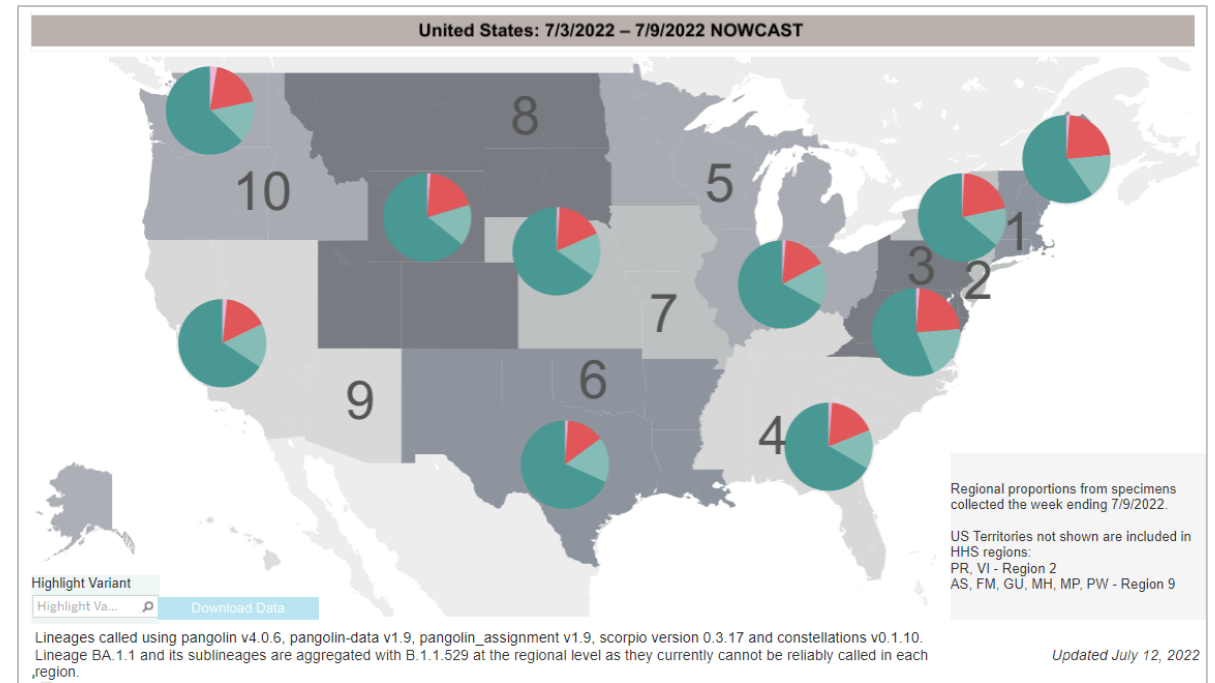 United States: 7/3/2022 – 7/9/2022 NOWCAST
8
10
5
1
3
2
7
9
6
4
Regional proportions from specimens
collected the week ending 7/9/2022.
US Territories not shown are included in
HHS regions:
PR, VI - Region 2
AS, FM, GU, MH, MP, PW - Region 9
Highlight Variant
Highlight Va...
Download Data
Lineages called using pangolin v4.0.6, pangolin-data v1.9, pangolin_assignment v1.9, scorpio version 0.3.17 and constellations v0.1.10.
Lineage BA.1.1 and its sublineages are aggregated with B.1.1.529 at the regional level as they currently cannot be reliably called in each
region.
Updated July 12, 2022